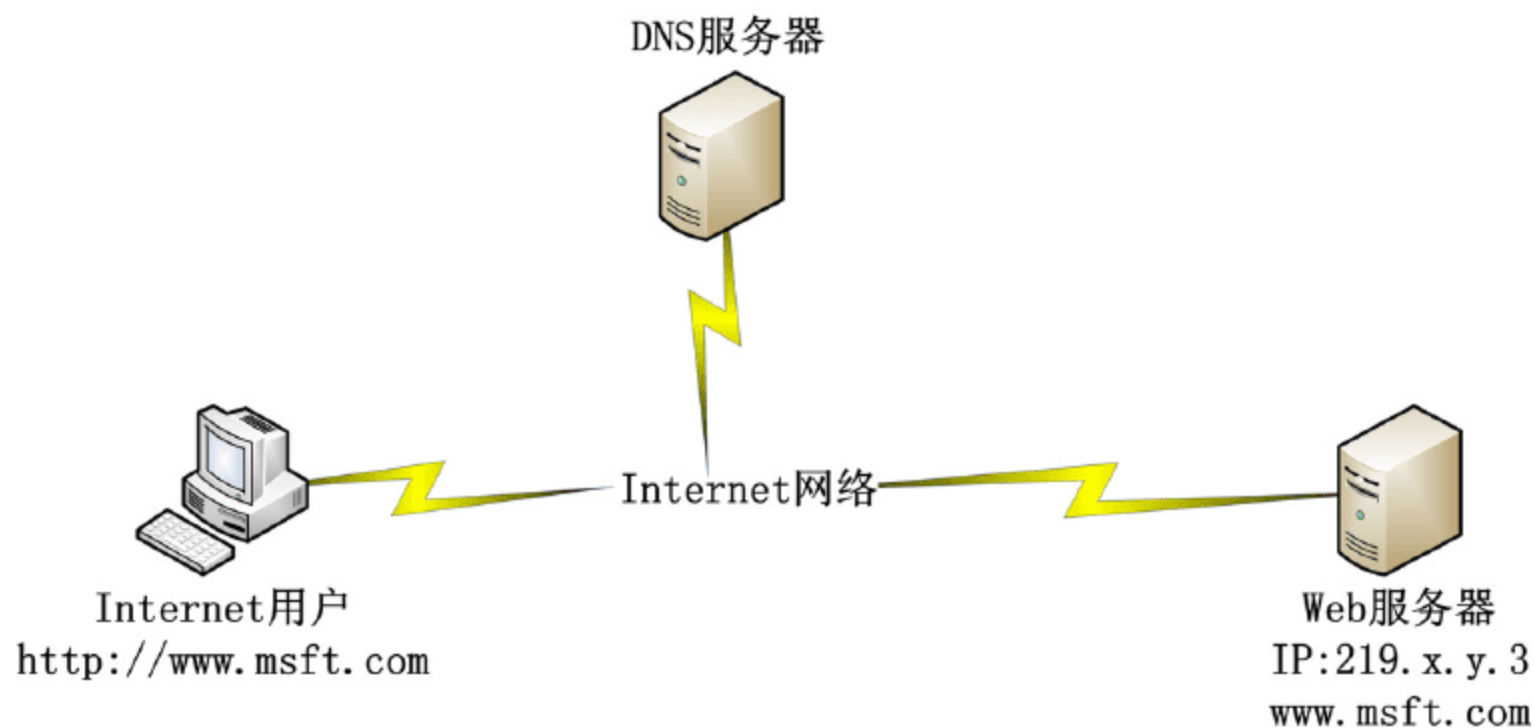 DNS服务器
Internet网络
Internet用户
http://www.msft.com
Web服务器
IP:219.x.y.3
www.msft.com